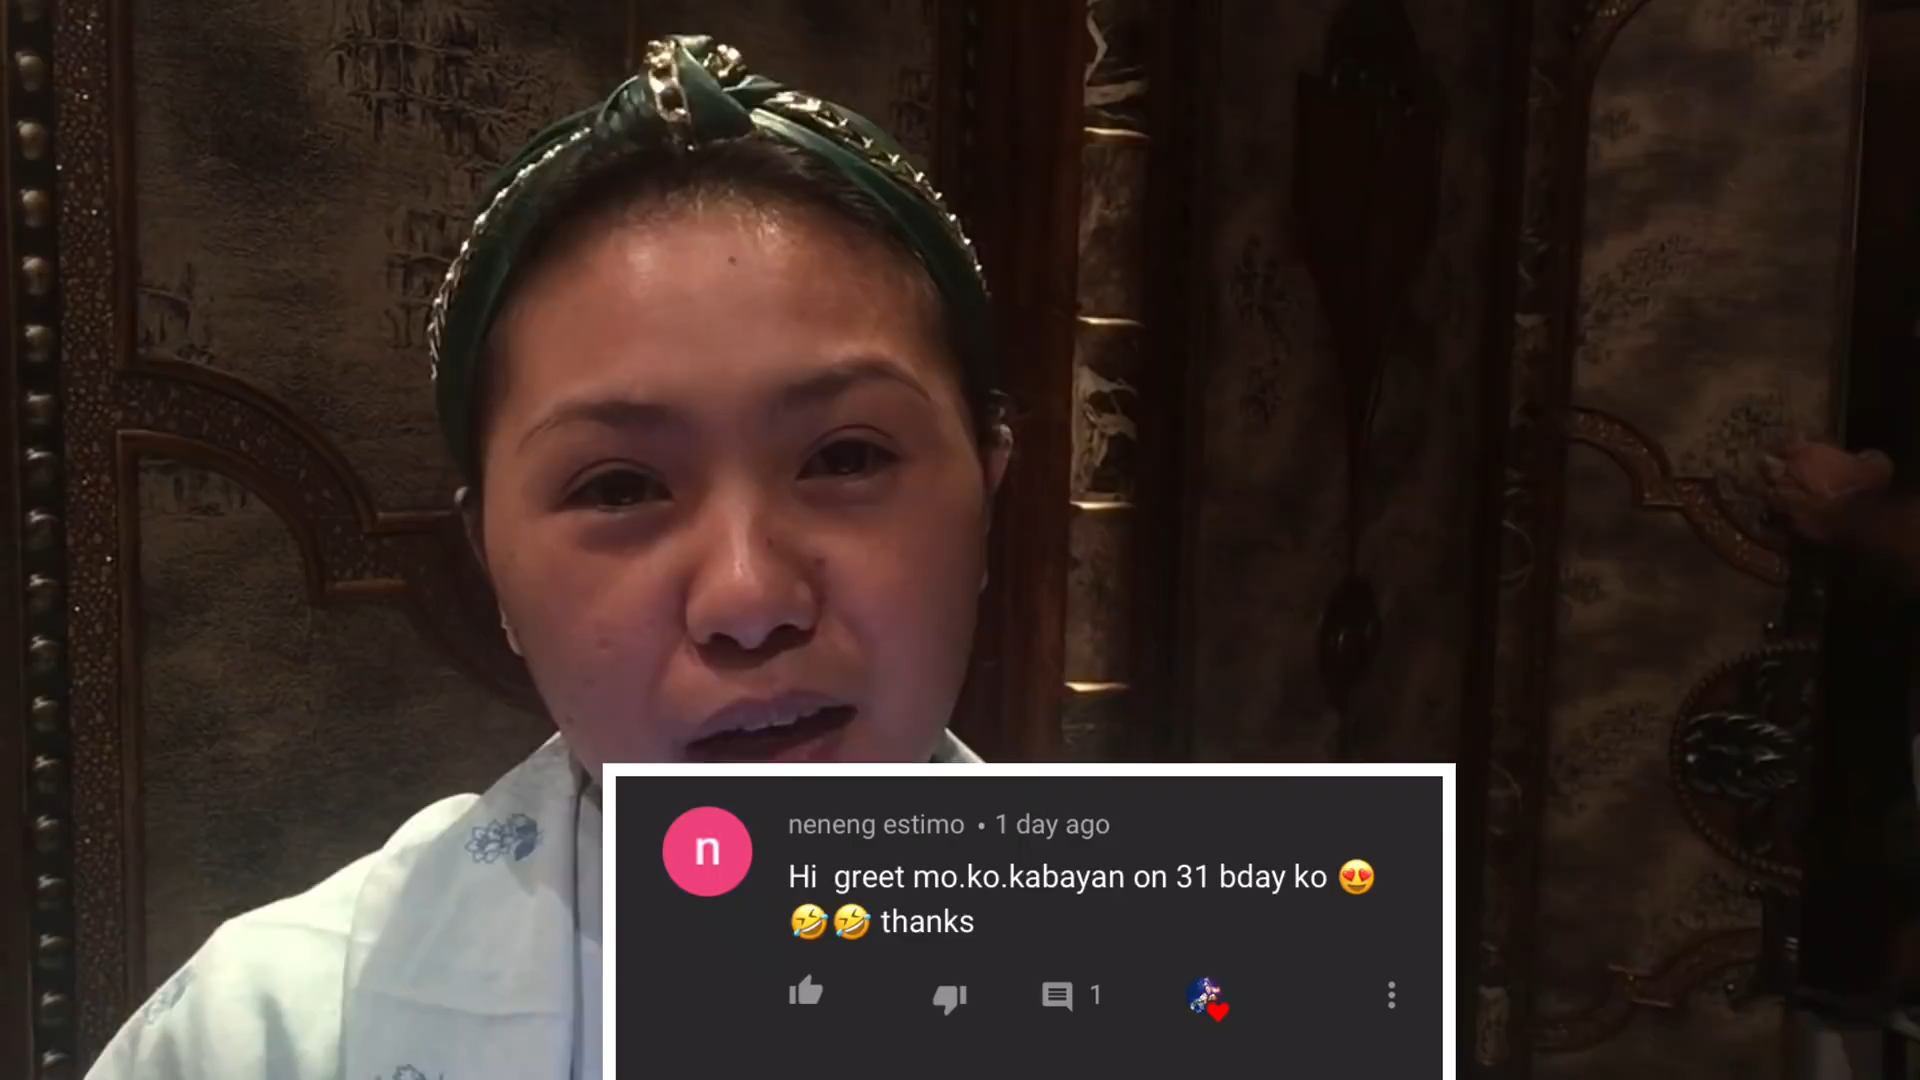 n
neneng estimo • 1 day ago
Hi  greet mo.ko.kabayan on 31 bday ko 😍
🤣🤣 thanks
1